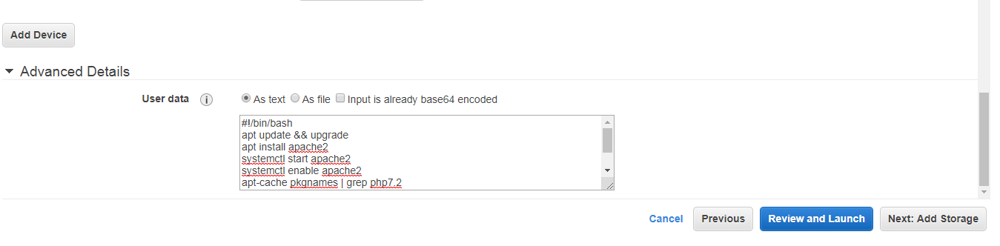 Add Device
Advanced Details
User data i As text As file Input is already base64 encoded
#!/bin/bash
apt update && upgrade
apt install apache2
systemctl start apache2
systemctl enable apache2
apt-cache pkgnames | grep php7.2
Cancel Previous Review and Launch Next: Add Storage